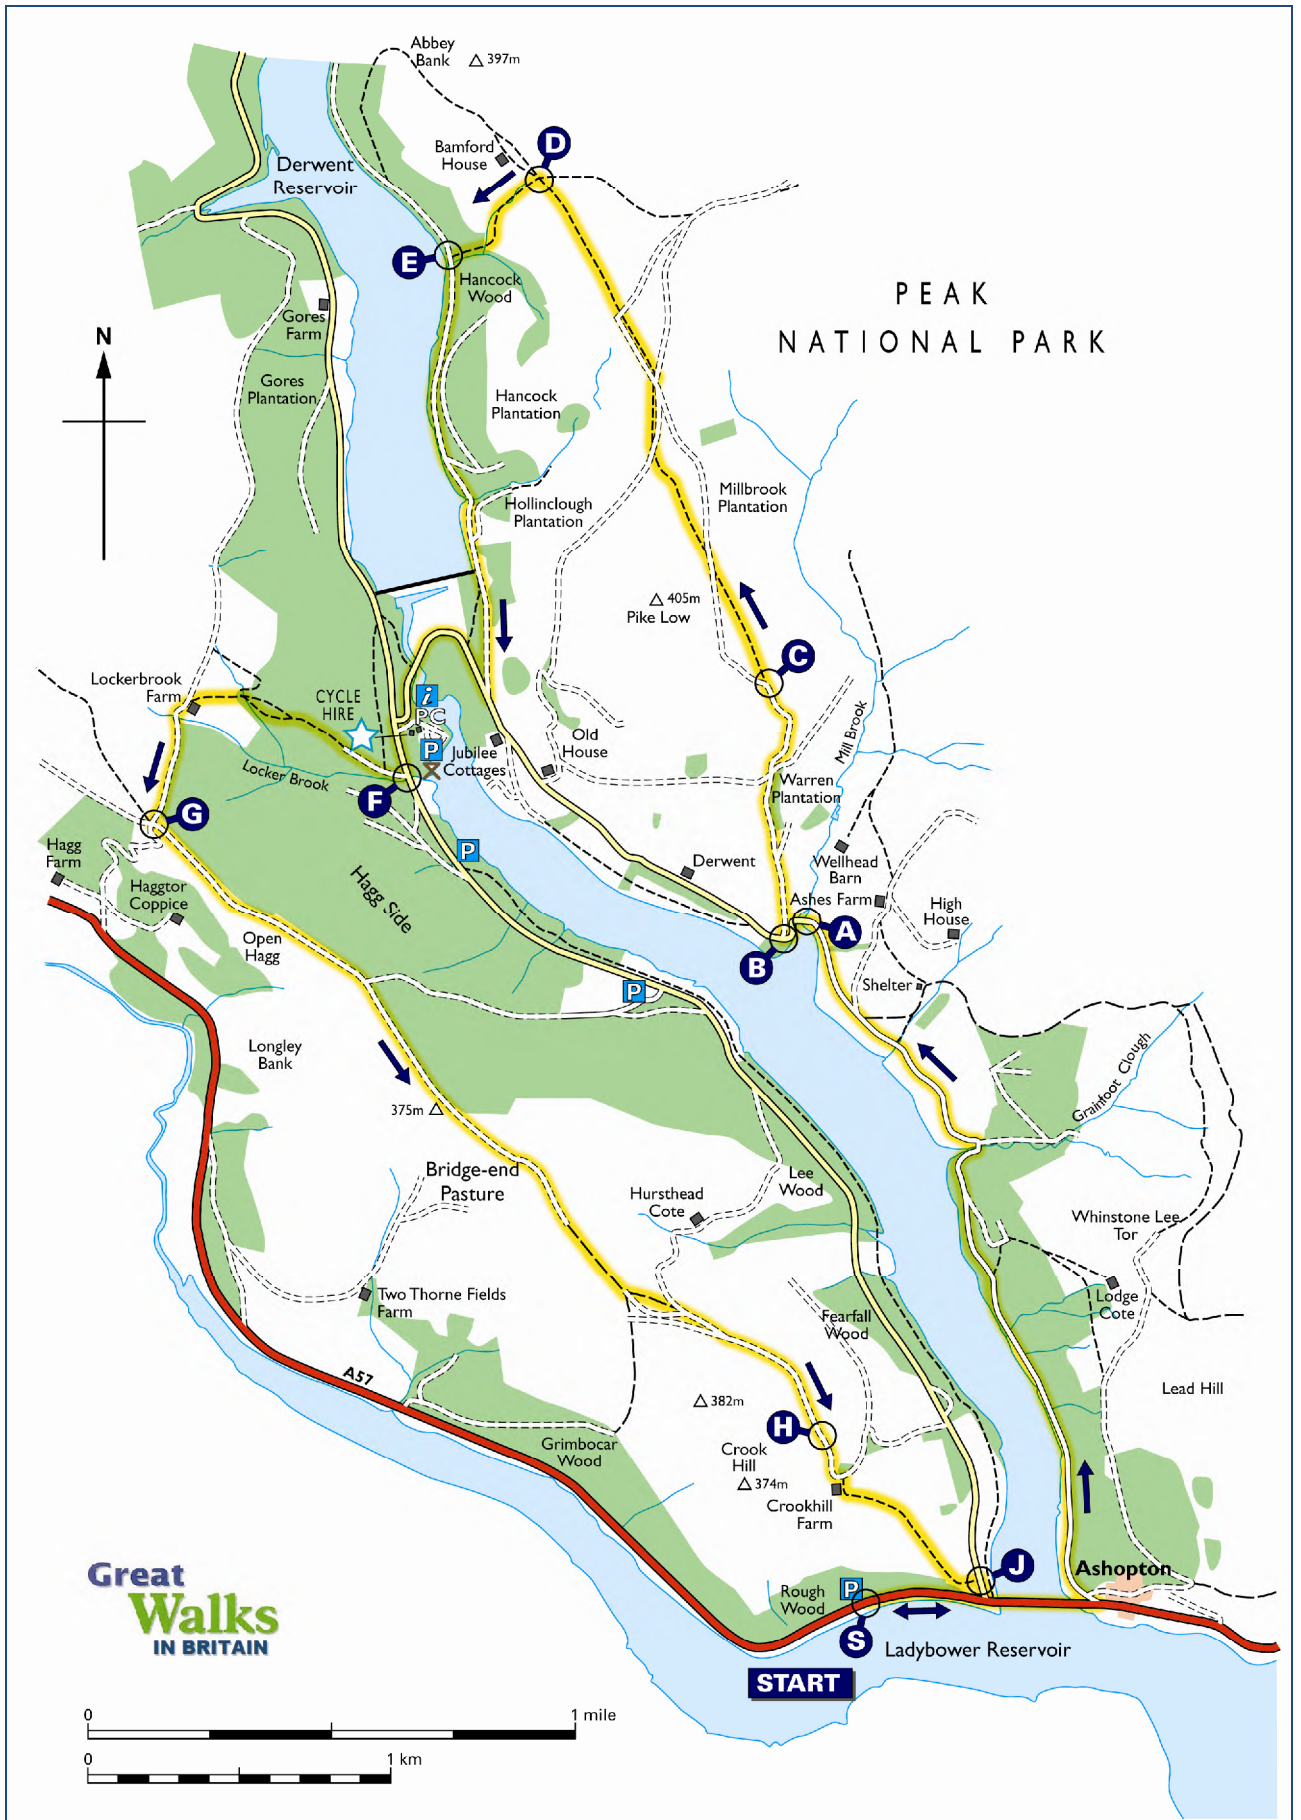 Abbey
Bank
397m
D
Bamford
House
Derwent
Reservoir
E
Hancock
Wood
PEAK
NATIONAL PARK
Gores
Farm
N
Gores
Plantation
Hancock
Plantation
Millbrook
Plantation
Hollinclough
Plantation
405m
Pike Low
C
Lockerbrook
Farm
CYCLE
HIRE
i
PC
P
Jubilee
Cottages
Old
House
Mill Brook
Locker Brook
F
G
Warren
Plantation
P
Hagg
Farm
Haggtor
Coppice
Hagg Side
Derwent
Wellhead
Barn
Ashes Farm
High
House
A
B
Open
Hagg
Shelter
P
Longley
Bank
375m
Grainfoot Clough
Bridge-end
Pasture
Lee
Wood
Hursthead
Cote
Whinstone Lee
Tor
Two Thorne Fields
Farm
Lodge
Cote
Fearfall
Wood
A57
382m
Lead Hill
H
Crook
Hill
374m
Grimbocar
Wood
Crookhill
Farm
J
Ashopton
Great
Walks
IN BRITAIN
Rough
Wood
P
S
Ladybower Reservoir
START
0
1 mile
0
1 km